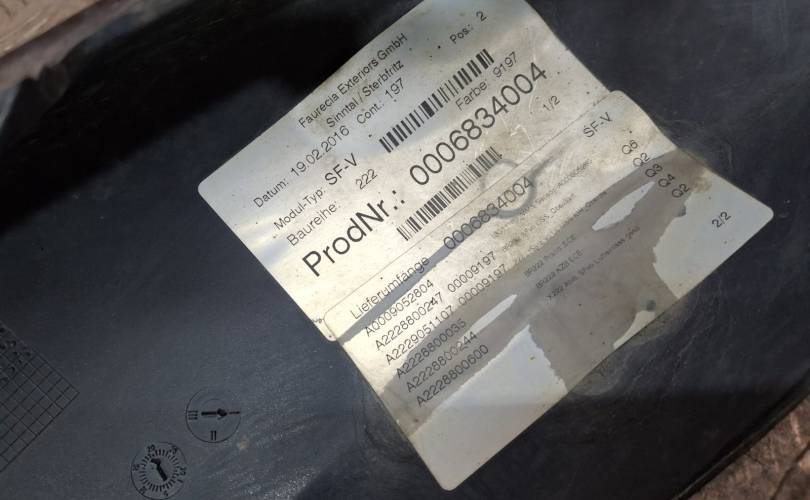 Faurecia Exteriors GmbH
Sinntal / Sterbfritz
Datum: 19.02.2016 Cont.: 197 Pos.: 2
Modul-Typ: SF-V
Baureihe: 222 Farbe: 9197
ProdNr.: 0006834004
1/2
Lieferumfänge 0006834004 SF-V
A0009052804 Q6
A2228800247 00009197 Q2
A2229051107 00009197 Q3
A2228800035 Q4
A2228800244 Q2
A2228800600
2/2